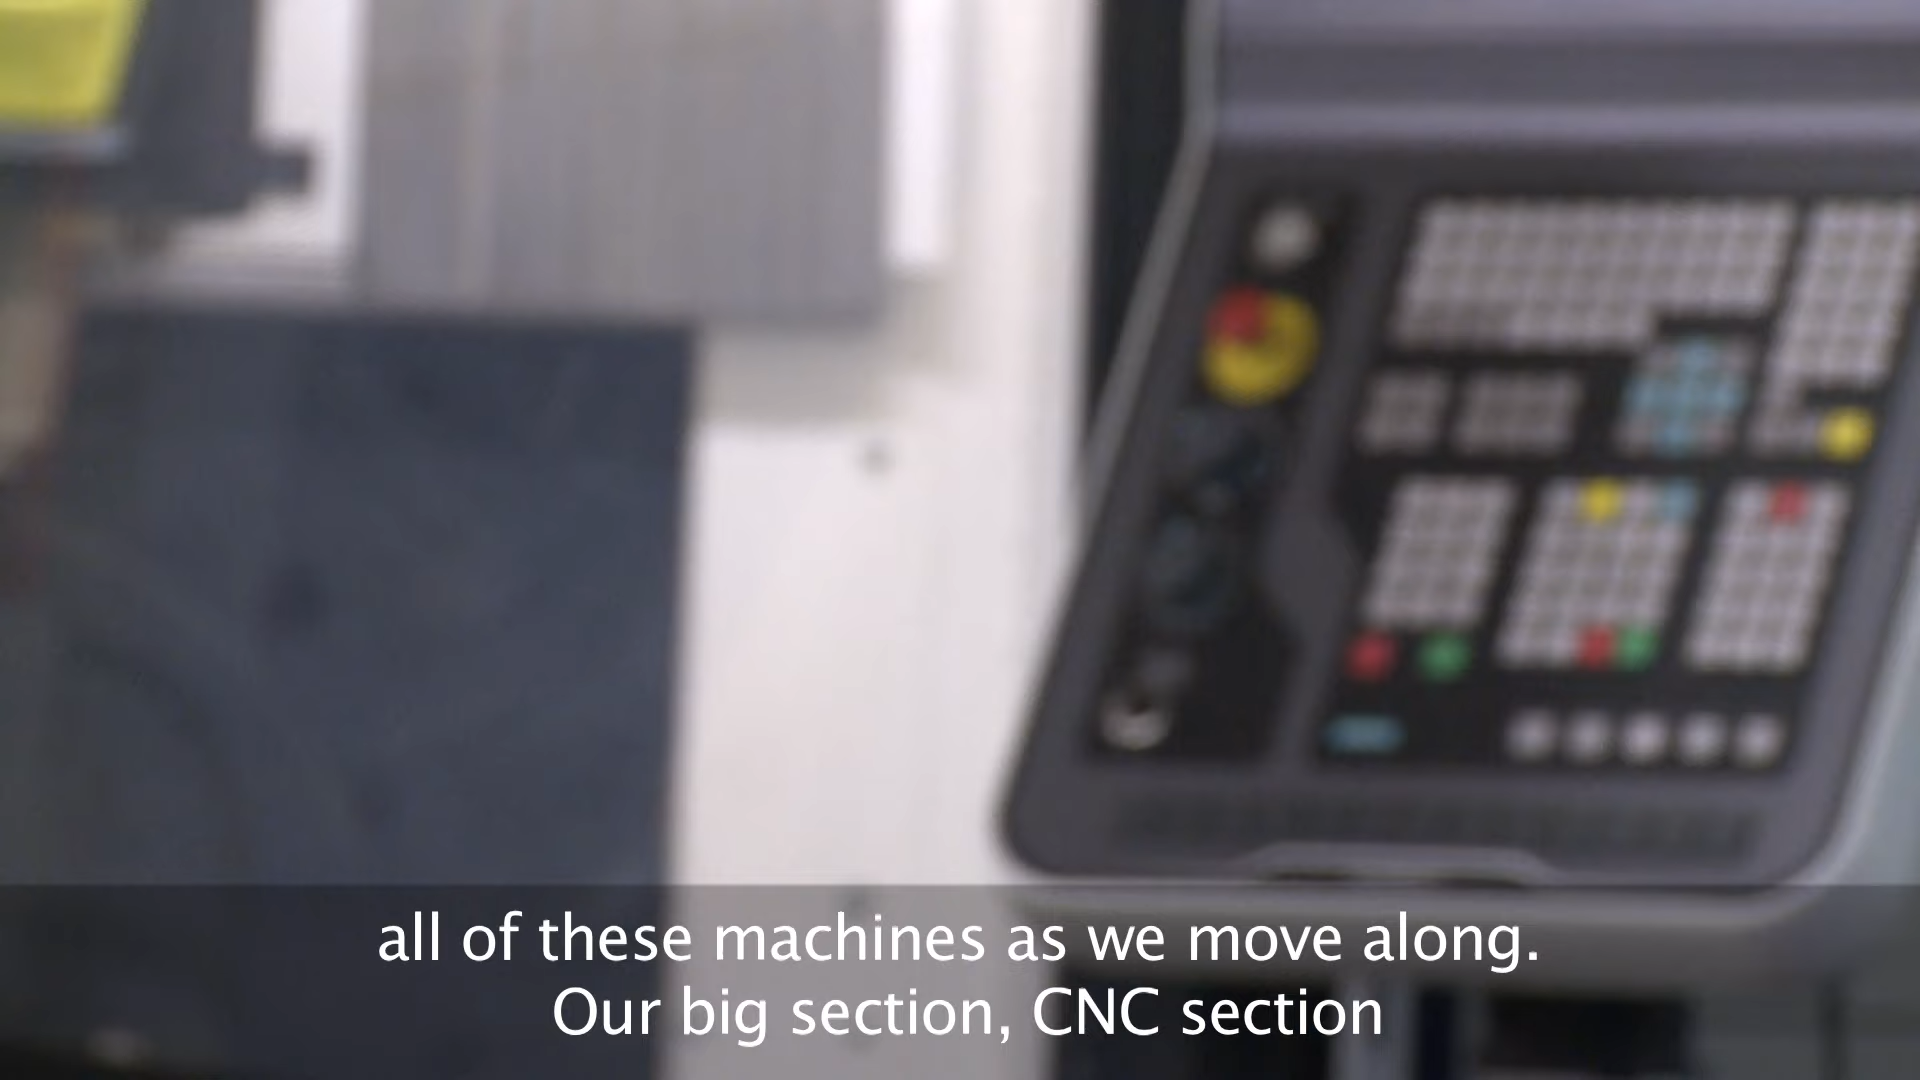 all of these machines as we move along.
Our big section, CNC section